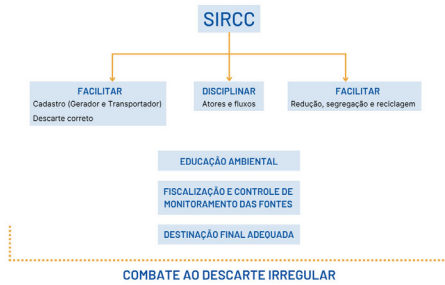 SIRCC
FACILITAR
Cadastro (Gerador e Transportador)
Descarte correto
DISCIPLINAR
Atores e fluxos
FACILITAR
Redução, segregação e reciclagem
EDUCAÇÃO AMBIENTAL
FISCALIZAÇÃO E CONTROLE DE
MONITORAMENTO DAS FONTES
DESTINAÇÃO FINAL ADEQUADA
COMBATE AO DESCARTE IRREGULAR